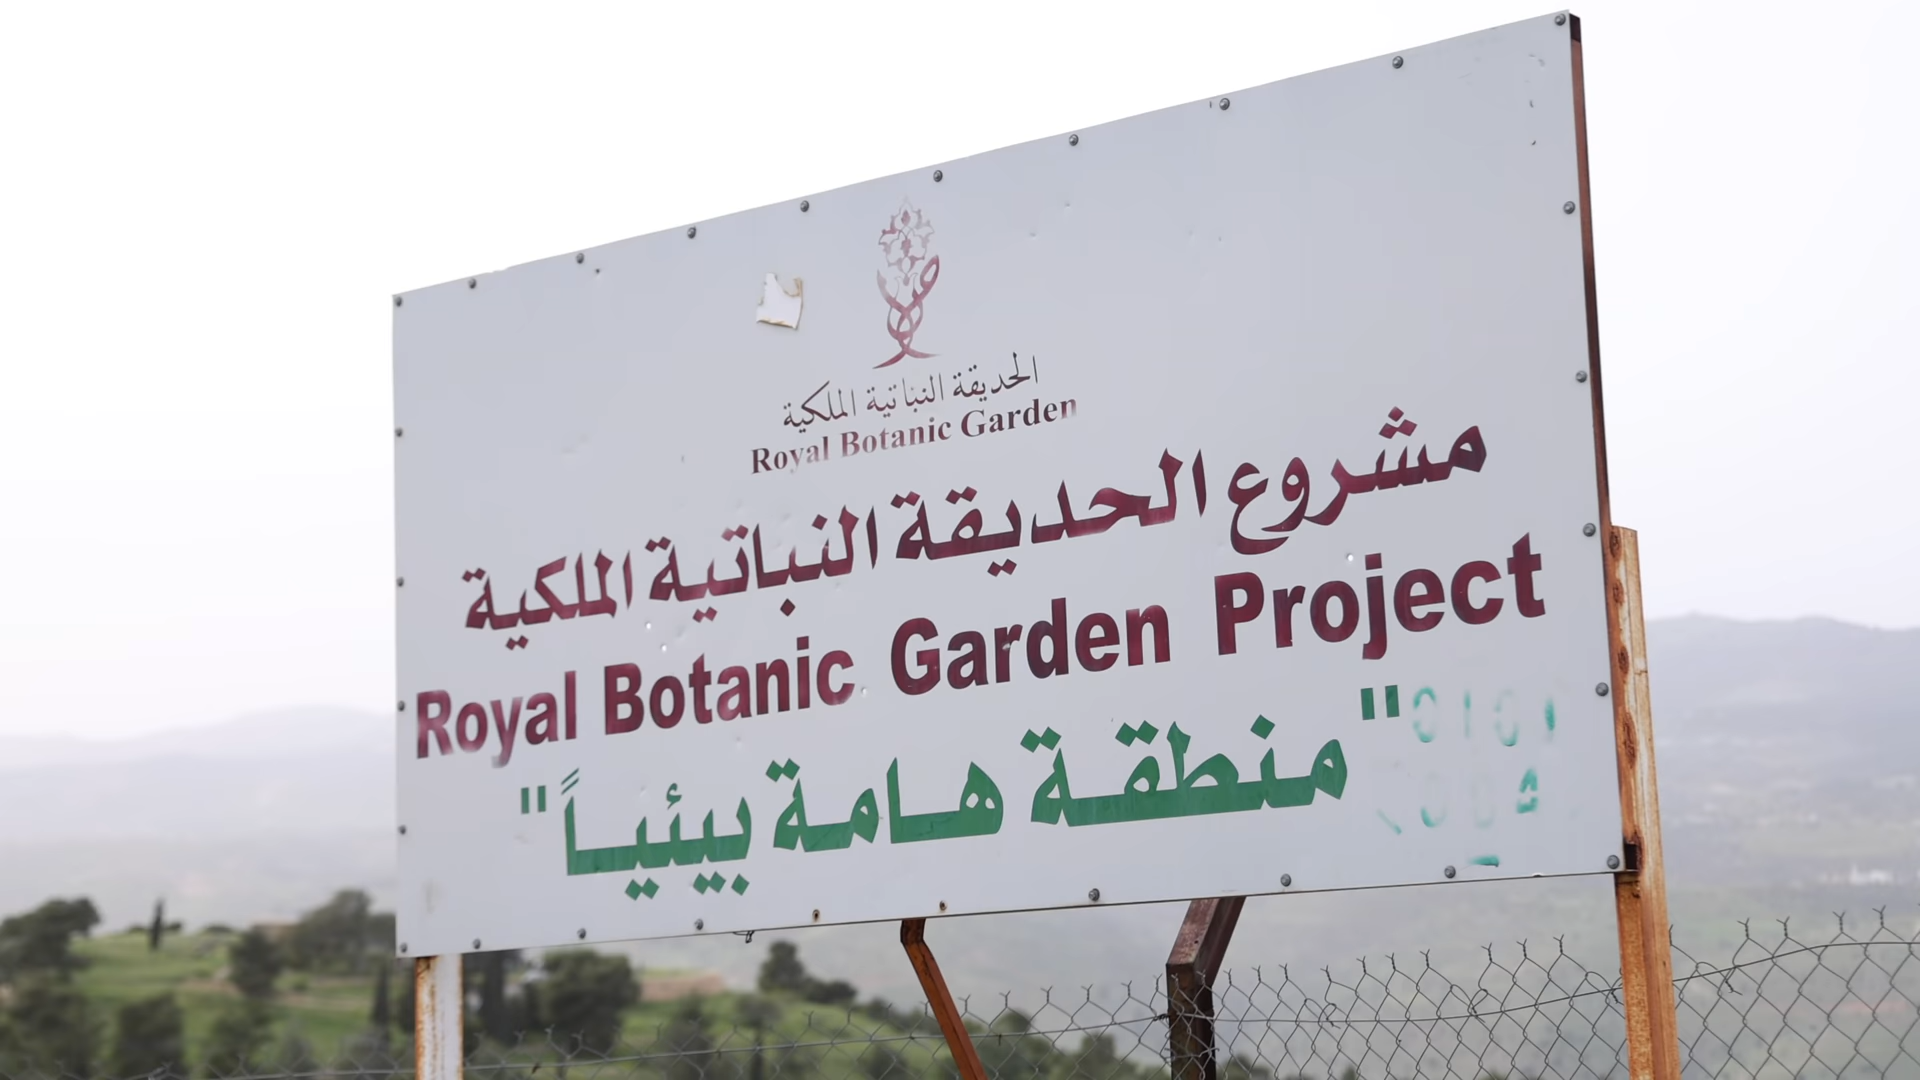 الحديقة النباتية الملكية
Royal Botanic Garden
مشروع الحديقة النباتية الملكية
Royal Botanic Garden Project
"منطقة هامة بيئياً"